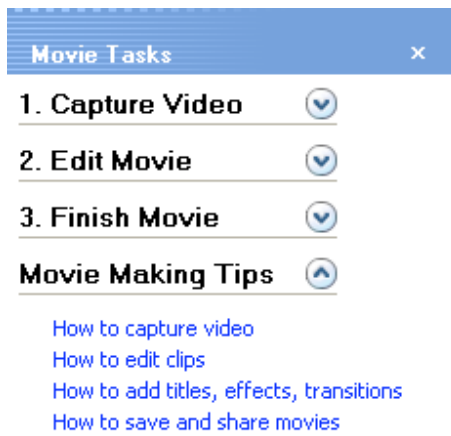 Movie Tasks
1. Capture Video
2. Edit Movie
3. Finish Movie
Movie Making Tips
How to capture video
How to edit clips
How to add titles, effects, transitions
How to save and share movies